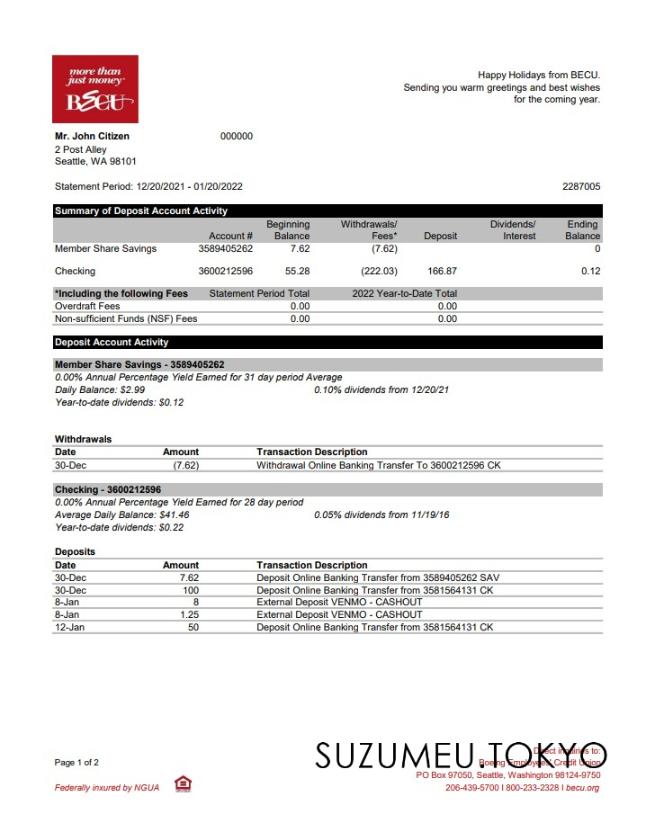 more than
just money
BECU
Happy Holidays from BECU.
Sending you warm greetings and best wishes
for the coming year.
Mr. John Citizen 000000
2 Post Alley
Seattle, WA 98101
Statement Period: 12/20/2021 - 01/20/2022 2287005
Summary of Deposit Account Activity
Beginning Withdrawals/ Dividends/ Ending
Account # Balance Fees* Deposit Interest Balance
Member Share Savings 3589405262 7.62 (7.62) 0
Checking 3600212596 55.28 (222.03) 166.87 0.12
*Including the following Fees Statement Period Total 2022 Year-to-Date Total
Overdraft Fees 0.00 0.00
Non-sufficient Funds (NSF) Fees 0.00 0.00
Deposit Account Activity
Member Share Savings - 3589405262
0.00% Annual Percentage Yield Earned for 31 day period Average
Daily Balance: $2.99 0.10% dividends from 12/20/21
Year-to-date dividends: $0.12
Withdrawals
Date Amount Transaction Description
30-Dec (7.62) Withdrawal Online Banking Transfer To 3600212596 CK
Checking - 3600212596
0.00% Annual Percentage Yield Earned for 28 day period
Average Daily Balance: $41.46 0.05% dividends from 11/19/16
Year-to-date dividends: $0.22
Deposits
Date Amount Transaction Description
30-Dec 7.62 Deposit Online Banking Transfer from 3589405262 SAV
30-Dec 100 Deposit Online Banking Transfer from 3581564131 CK
8-Jan 8 External Deposit VENMO - CASHOUT
8-Jan 1.25 External Deposit VENMO - CASHOUT
12-Jan 50 Deposit Online Banking Transfer from 3581564131 CK
SUZUMEU.TOKYO
Direct inquiries to:
Page 1 of 2 Boeing Employees' Credit Union
PO Box 97050, Seattle, Washington 98124-9750
Federally insured by NGUA 206-439-5700 I 800-233-2328 I becu.org